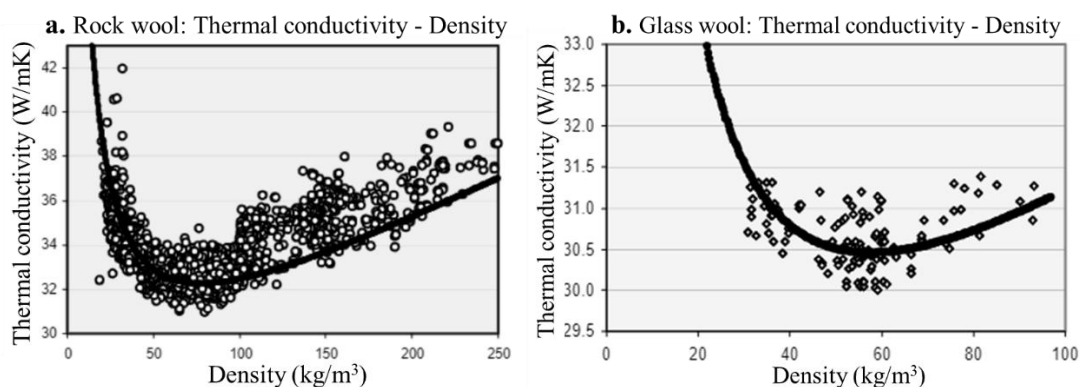 a. Rock wool: Thermal conductivity - Density
Thermal conductivity (W/mK)
42
40
38
36
34
32
30
0 50 100 150 200 250
Density (kg/m³)
b. Glass wool: Thermal conductivity - Density
Thermal conductivity (W/mK)
33.0
32.5
32.0
31.5
31.0
30.5
30.0
29.5
0 20 40 60 80 100
Density (kg/m³)